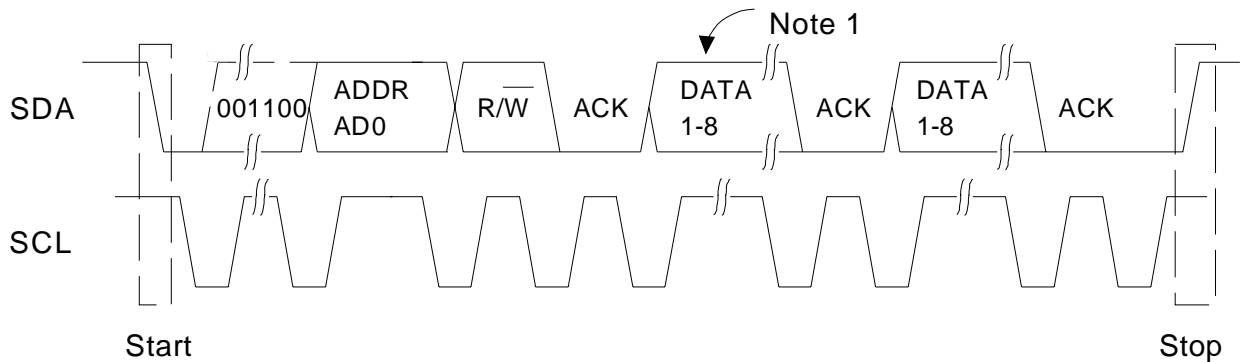 Note 1
SDA
001100
ADDR
AD0
R/W
ACK
DATA
1-8
ACK
DATA
1-8
ACK
SCL
Start
Stop